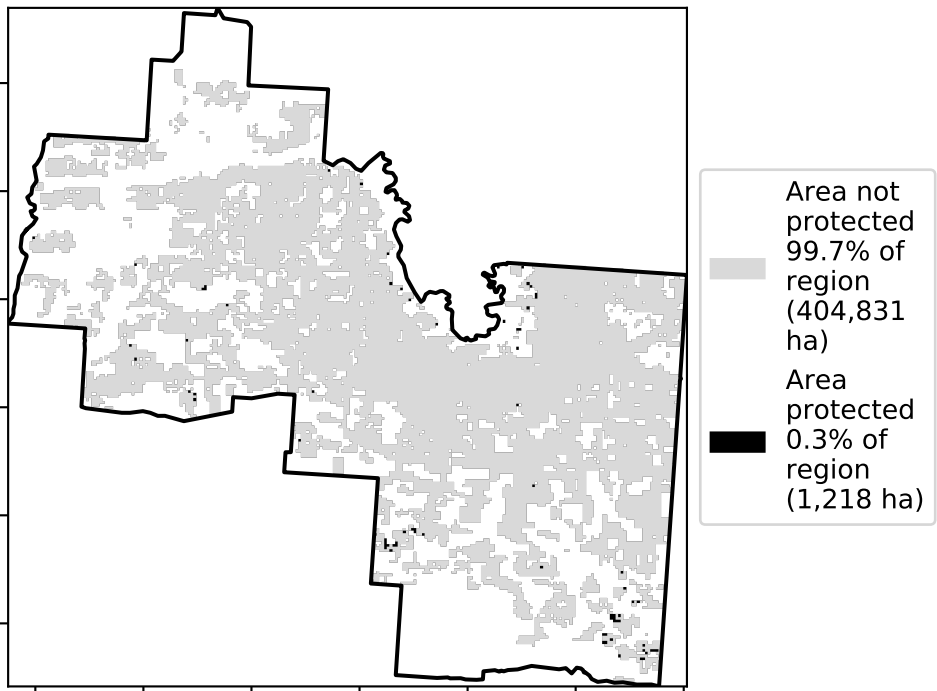 Area not
protected
99.7% of
region
(404,831
ha)
Area
protected
0.3% of
region
(1,218 ha)